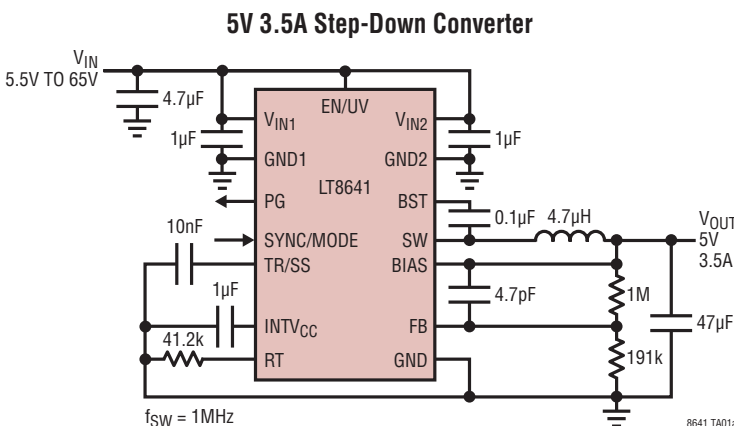 5V 3.5A Step-Down Converter
VIN
5.5V TO 65V
4.7µF
EN/UV
VIN1
VIN2
1µF
1µF
GND1
GND2
LT8641
PG
BST
10nF
0.1µF
4.7µH
VOUT
5V
3.5A
SYNC/MODE
SW
TR/SS
BIAS
1µF
4.7pF
1M
47µF
INTVCC
FB
41.2k
191k
RT
GND
fSW = 1MHz
8641 TA01a